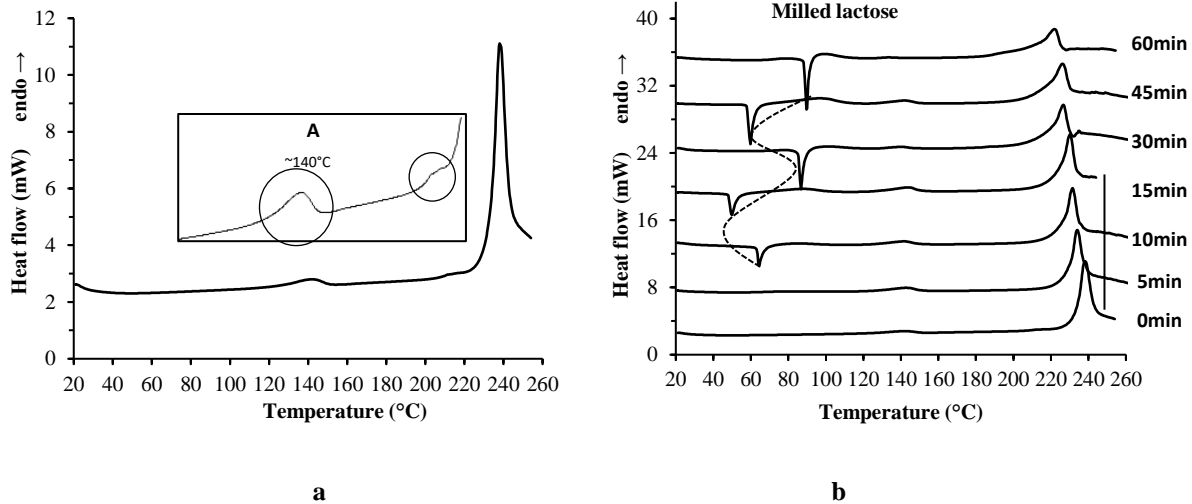 12
10
8
6
4
2
0
Heat flow (mW) endo →
A
~140°C
20 40 60 80 100 120 140 160 180 200 220 240 260
Temperature (°C)
a
Milled lactose
40
32
24
16
8
0
Heat flow (mW) endo →
60min
45min
30min
15min
10min
5min
0min
20 40 60 80 100 120 140 160 180 200 220 240 260
Temperature (°C)
b